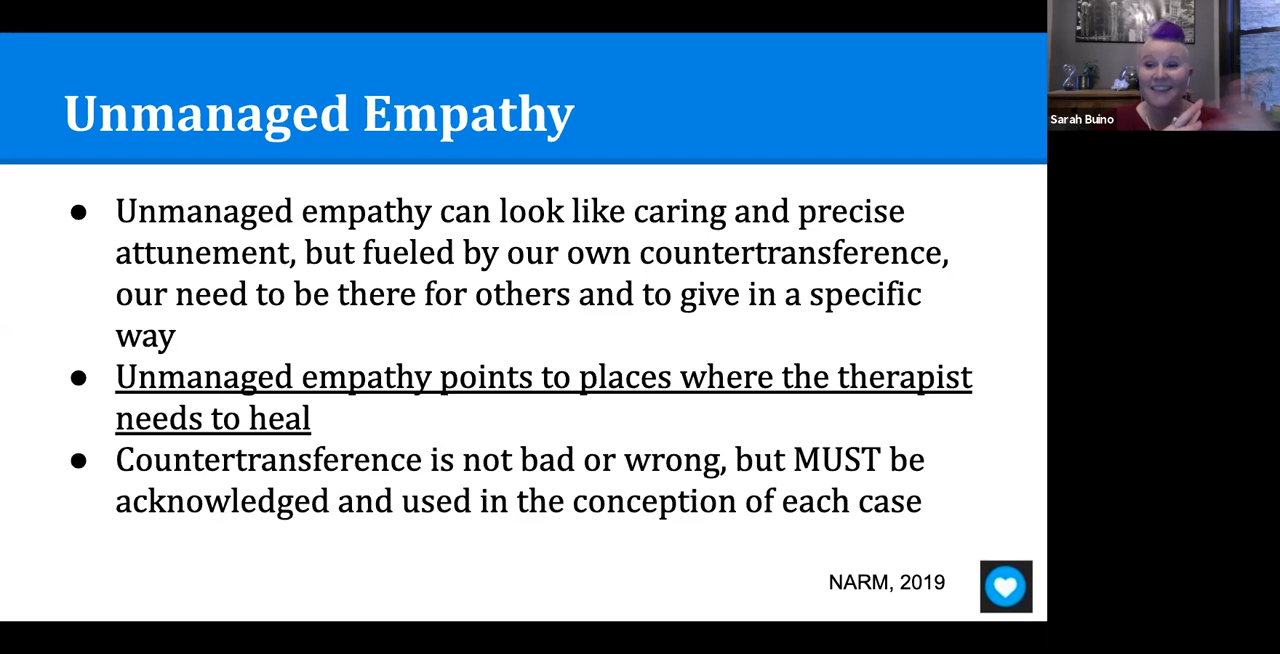 Unmanaged Empathy
● Unmanaged empathy can look like caring and precise
attunement, but fueled by our own countertransference,
our need to be there for others and to give in a specific
way
● Unmanaged empathy points to places where the therapist
needs to heal
● Countertransference is not bad or wrong, but MUST be
acknowledged and used in the conception of each case
NARM, 2019
Sarah Buino